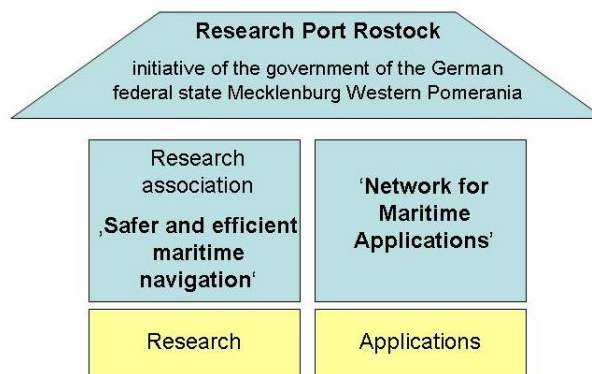 Research Port Rostock
initiative of the government of the German
federal state Mecklenburg Western Pomerania
Research
association
‚Safer and efficient
maritime
navigation‘
‘Network for
Maritime
Applications’
Research
Applications